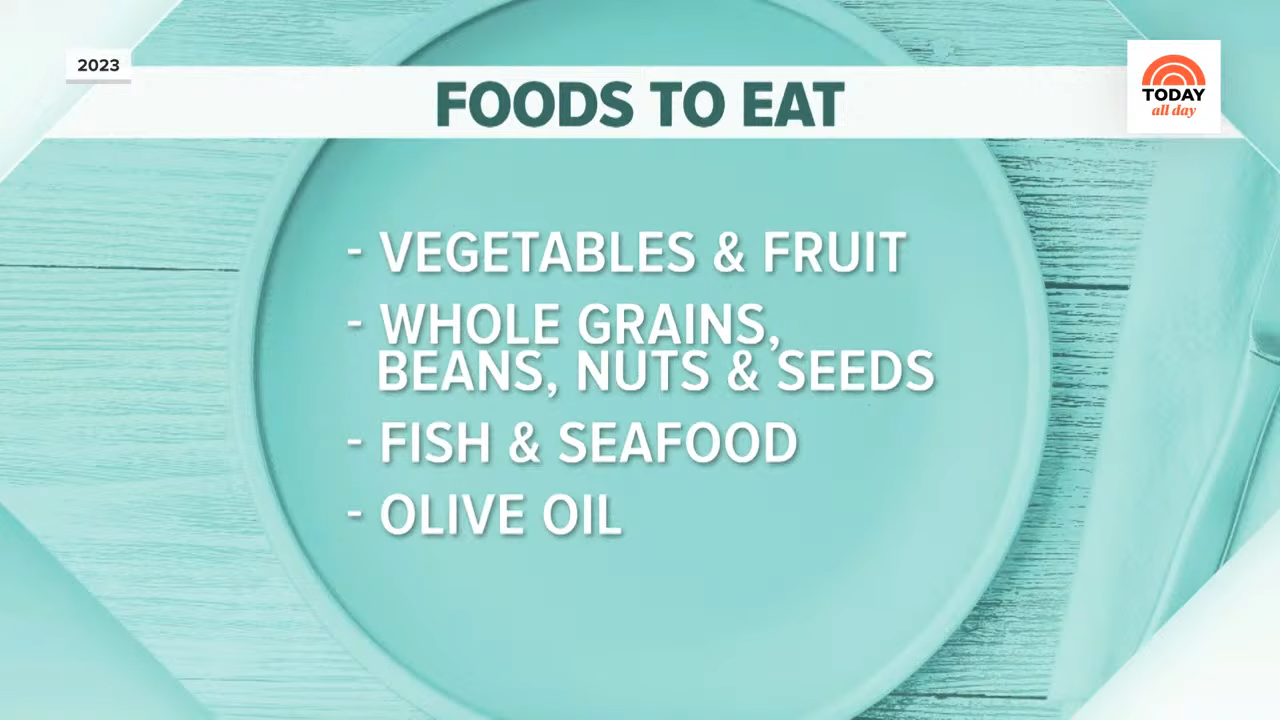 2023
FOODS TO EAT
TODAY
all day
- VEGETABLES & FRUIT
- WHOLE GRAINS,
BEANS, NUTS & SEEDS
- FISH & SEAFOOD
- OLIVE OIL